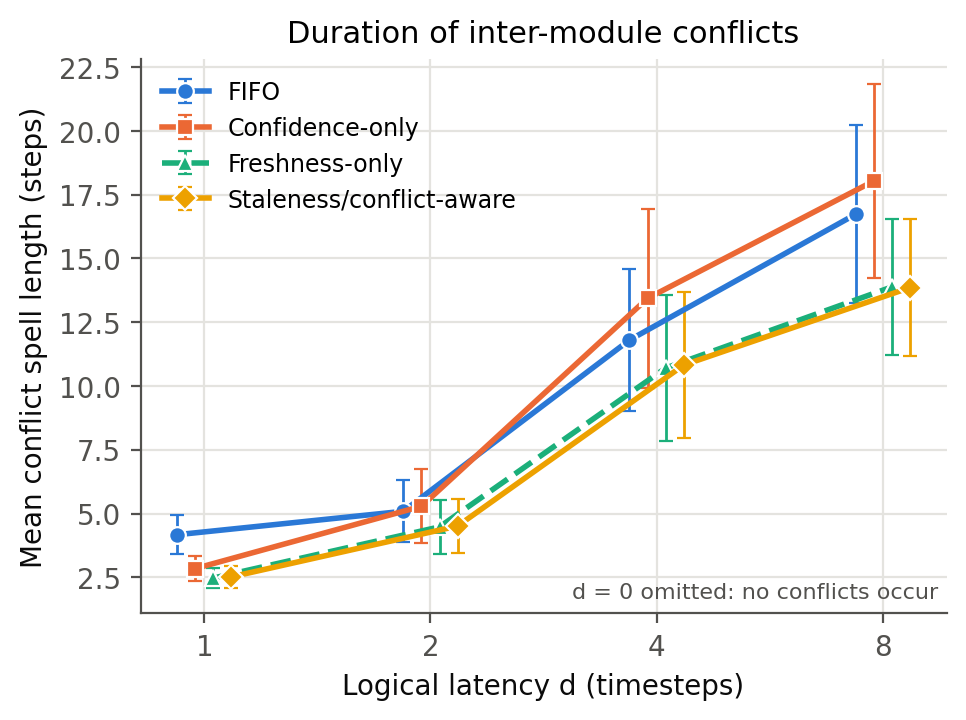 Duration of inter-module conflicts
Mean conflict spell length (steps)
22.5
20.0
17.5
15.0
12.5
10.0
7.5
5.0
2.5
FIFO
Confidence-only
Freshness-only
Staleness/conflict-aware
d = 0 omitted: no conflicts occur
1
2
4
8
Logical latency d (timesteps)